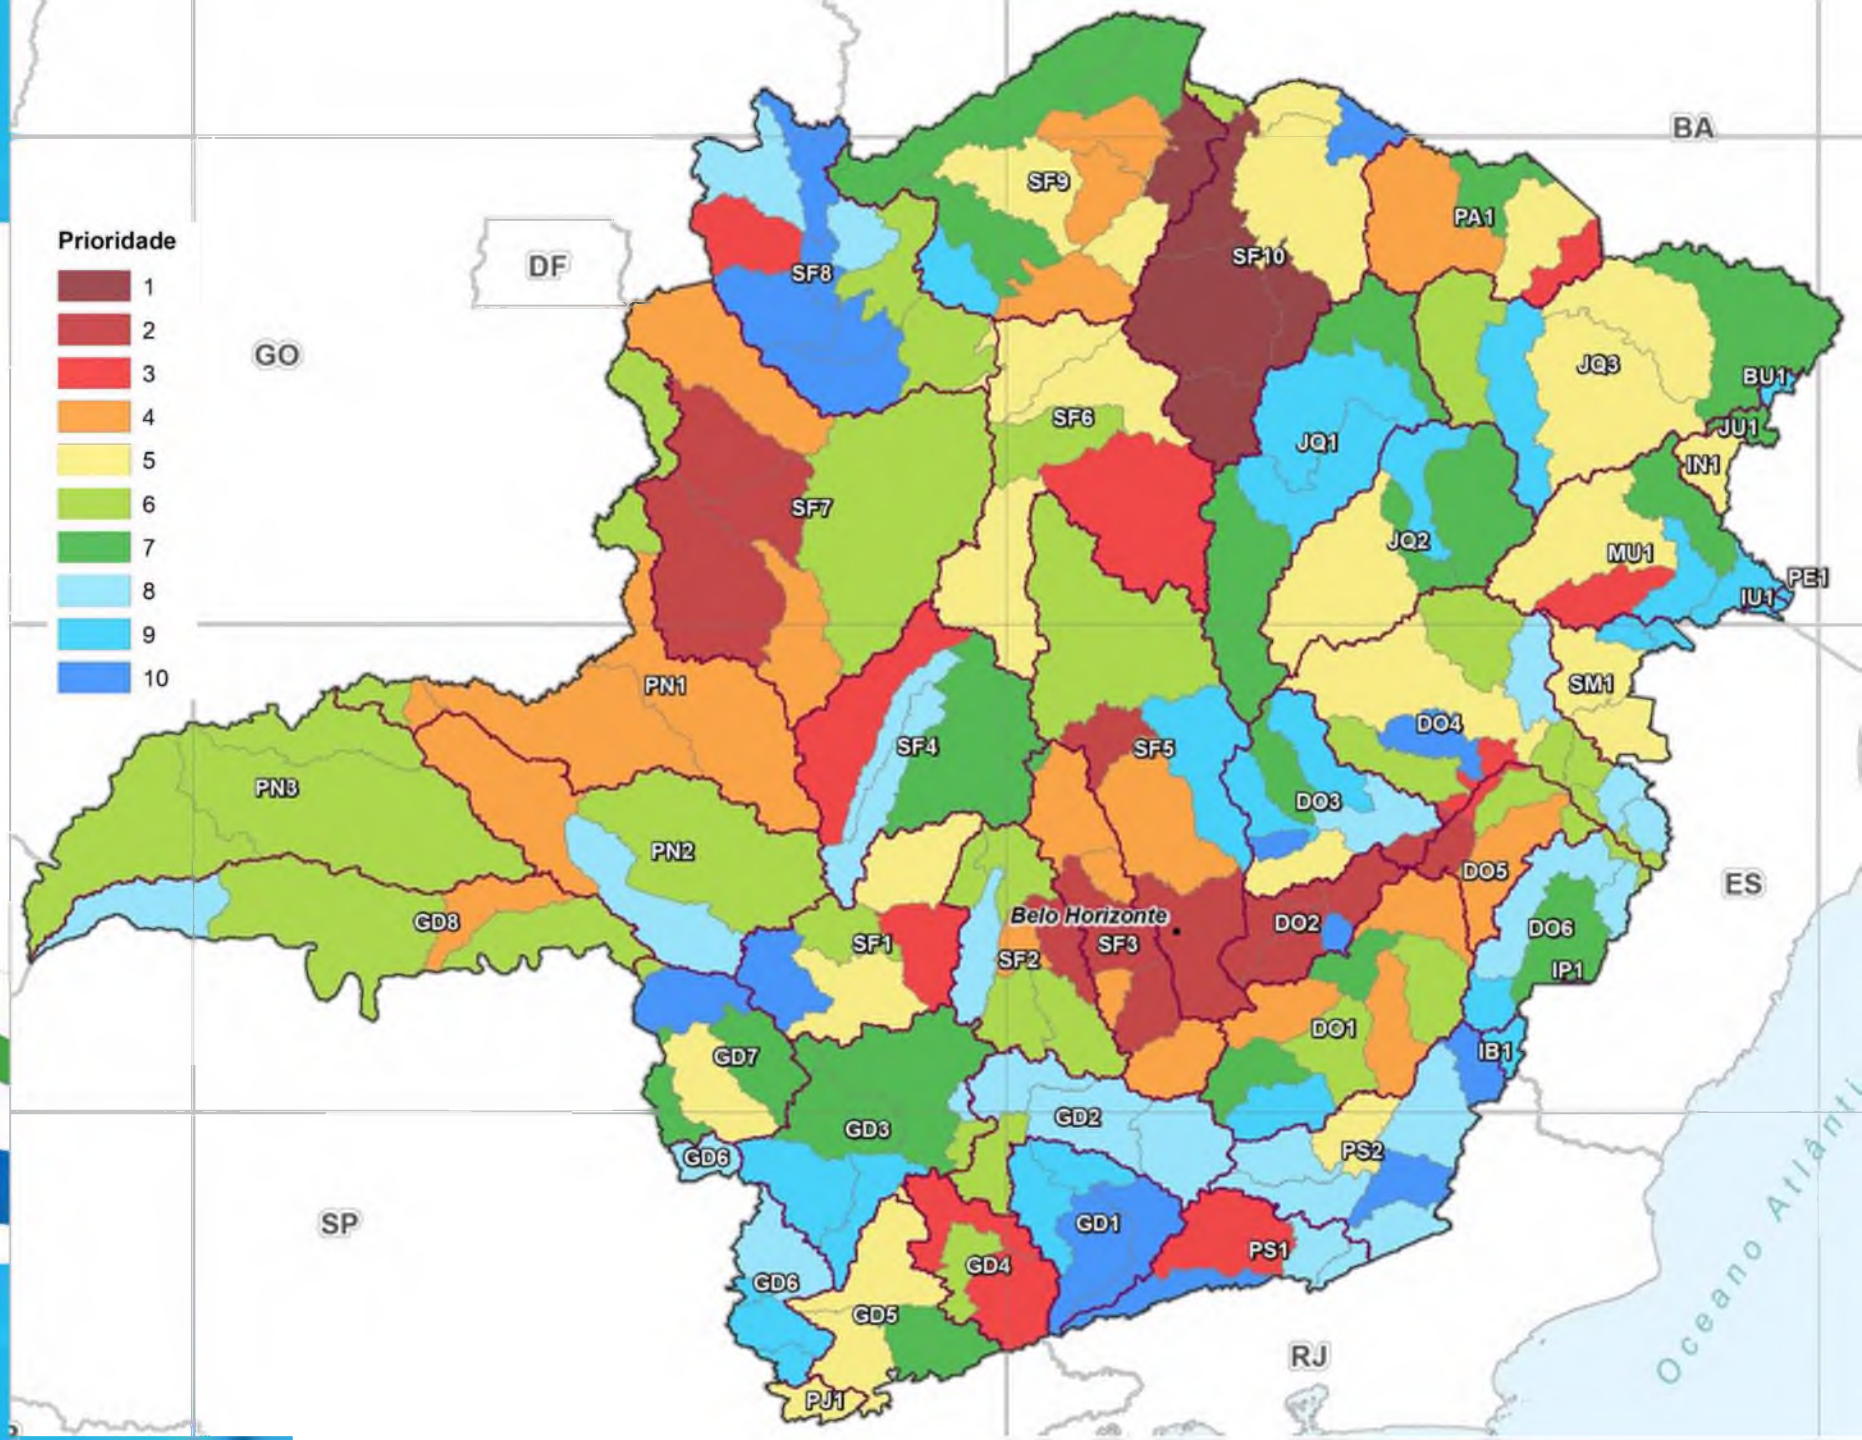 BA
Prioridade
1
2
3
4
5
6
7
8
9
10
DF
GO
SF9
SF10
PA1
SF8
JQ3
BU1
JU1
SF6
JQ1
IN1
SF7
JQ2
MU1
PE1
IU1
PN1
SM1
SF4
SF5
DO4
PN3
DO3
PN2
DO5
ES
GD8
Belo Horizonte
SF1
SF2
SF3
DO2
DO6
IP1
DO1
GD7
IB1
GD3
GD2
GD6
PS2
SP
GD1
PS1
GD4
GD6
GD5
RJ
PJ1
Oceano Atlânti